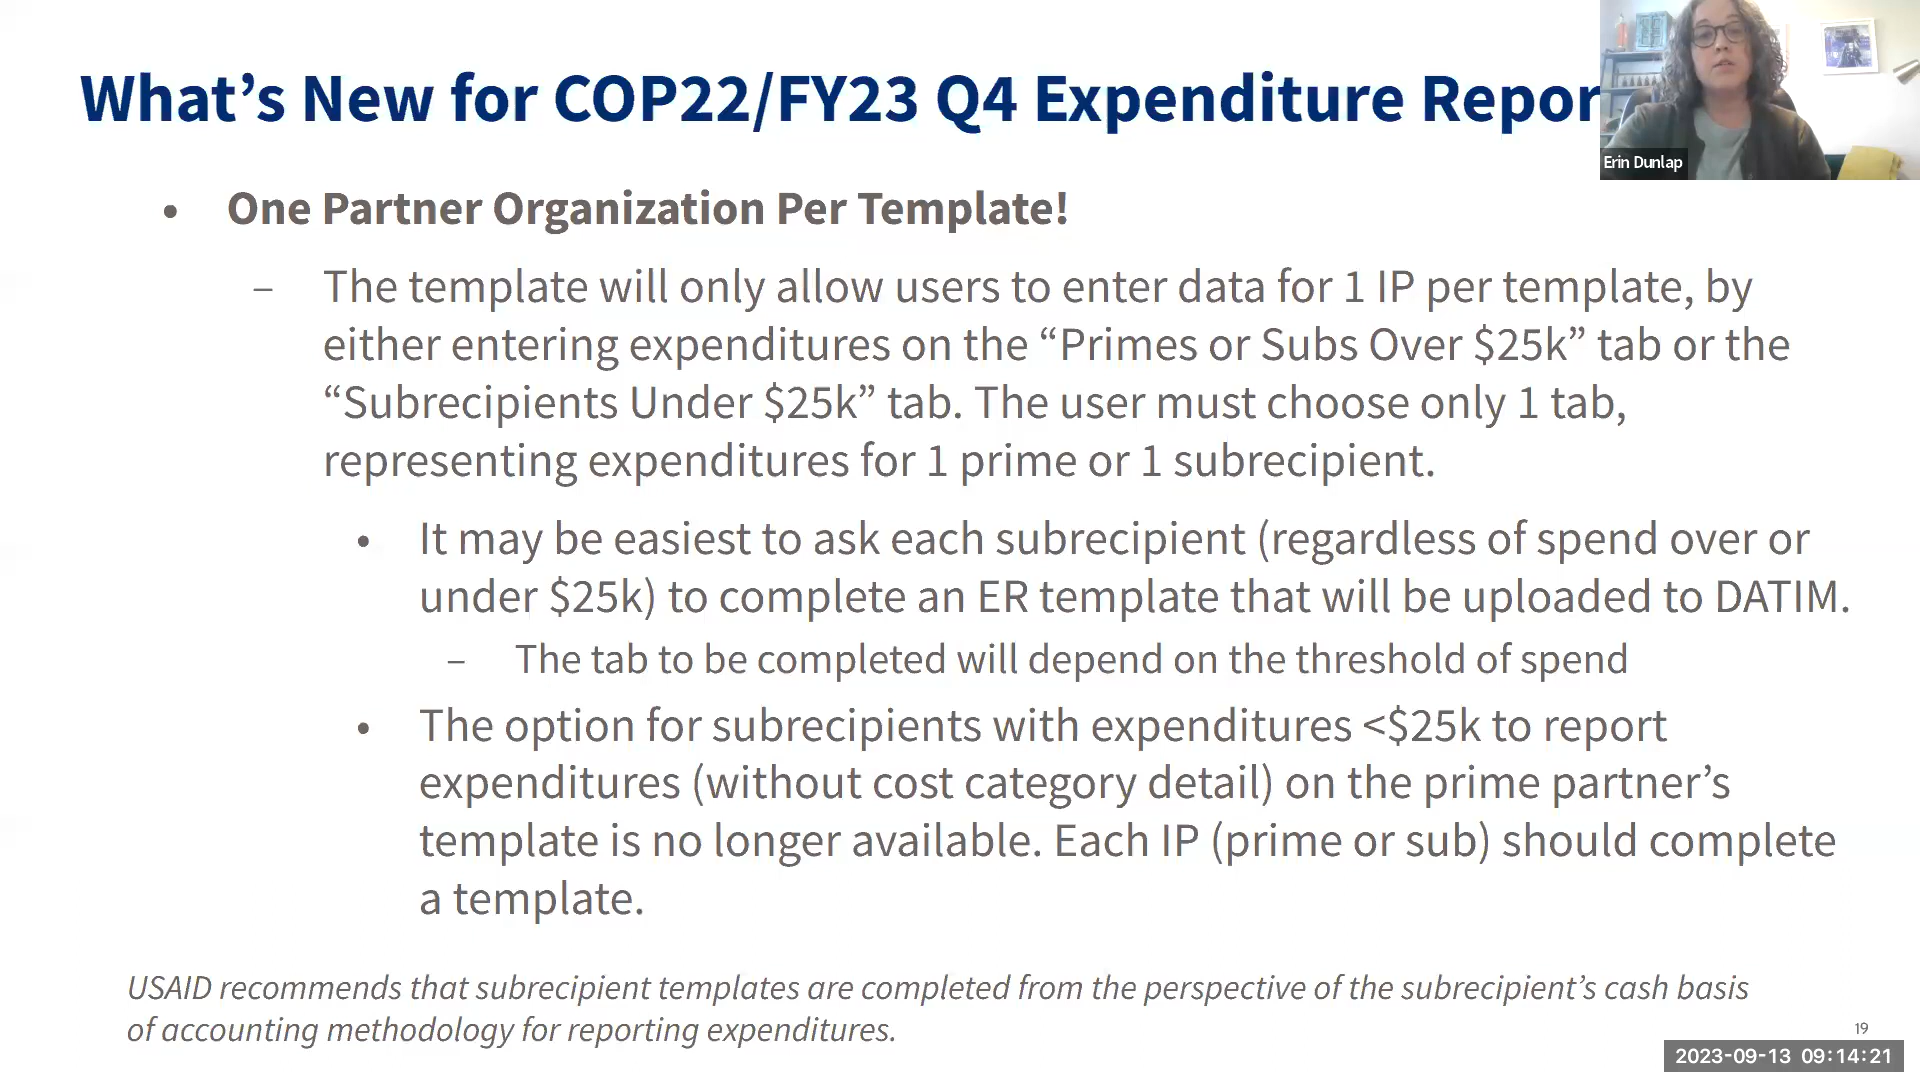 What's New for COP22/FY23 Q4 Expenditure Repor
Erin Dunlap
• One Partner Organization Per Template!
– The template will only allow users to enter data for 1 IP per template, by
either entering expenditures on the “Primes or Subs Over $25k” tab or the
“Subrecipients Under $25k” tab. The user must choose only 1 tab,
representing expenditures for 1 prime or 1 subrecipient.
• It may be easiest to ask each subrecipient (regardless of spend over or
under $25k) to complete an ER template that will be uploaded to DATIM.
– The tab to be completed will depend on the threshold of spend
• The option for subrecipients with expenditures <$25k to report
expenditures (without cost category detail) on the prime partner’s
template is no longer available. Each IP (prime or sub) should complete
a template.
USAID recommends that subrecipient templates are completed from the perspective of the subrecipient’s cash basis
of accounting methodology for reporting expenditures.
19
2023-09-13 09:14:21